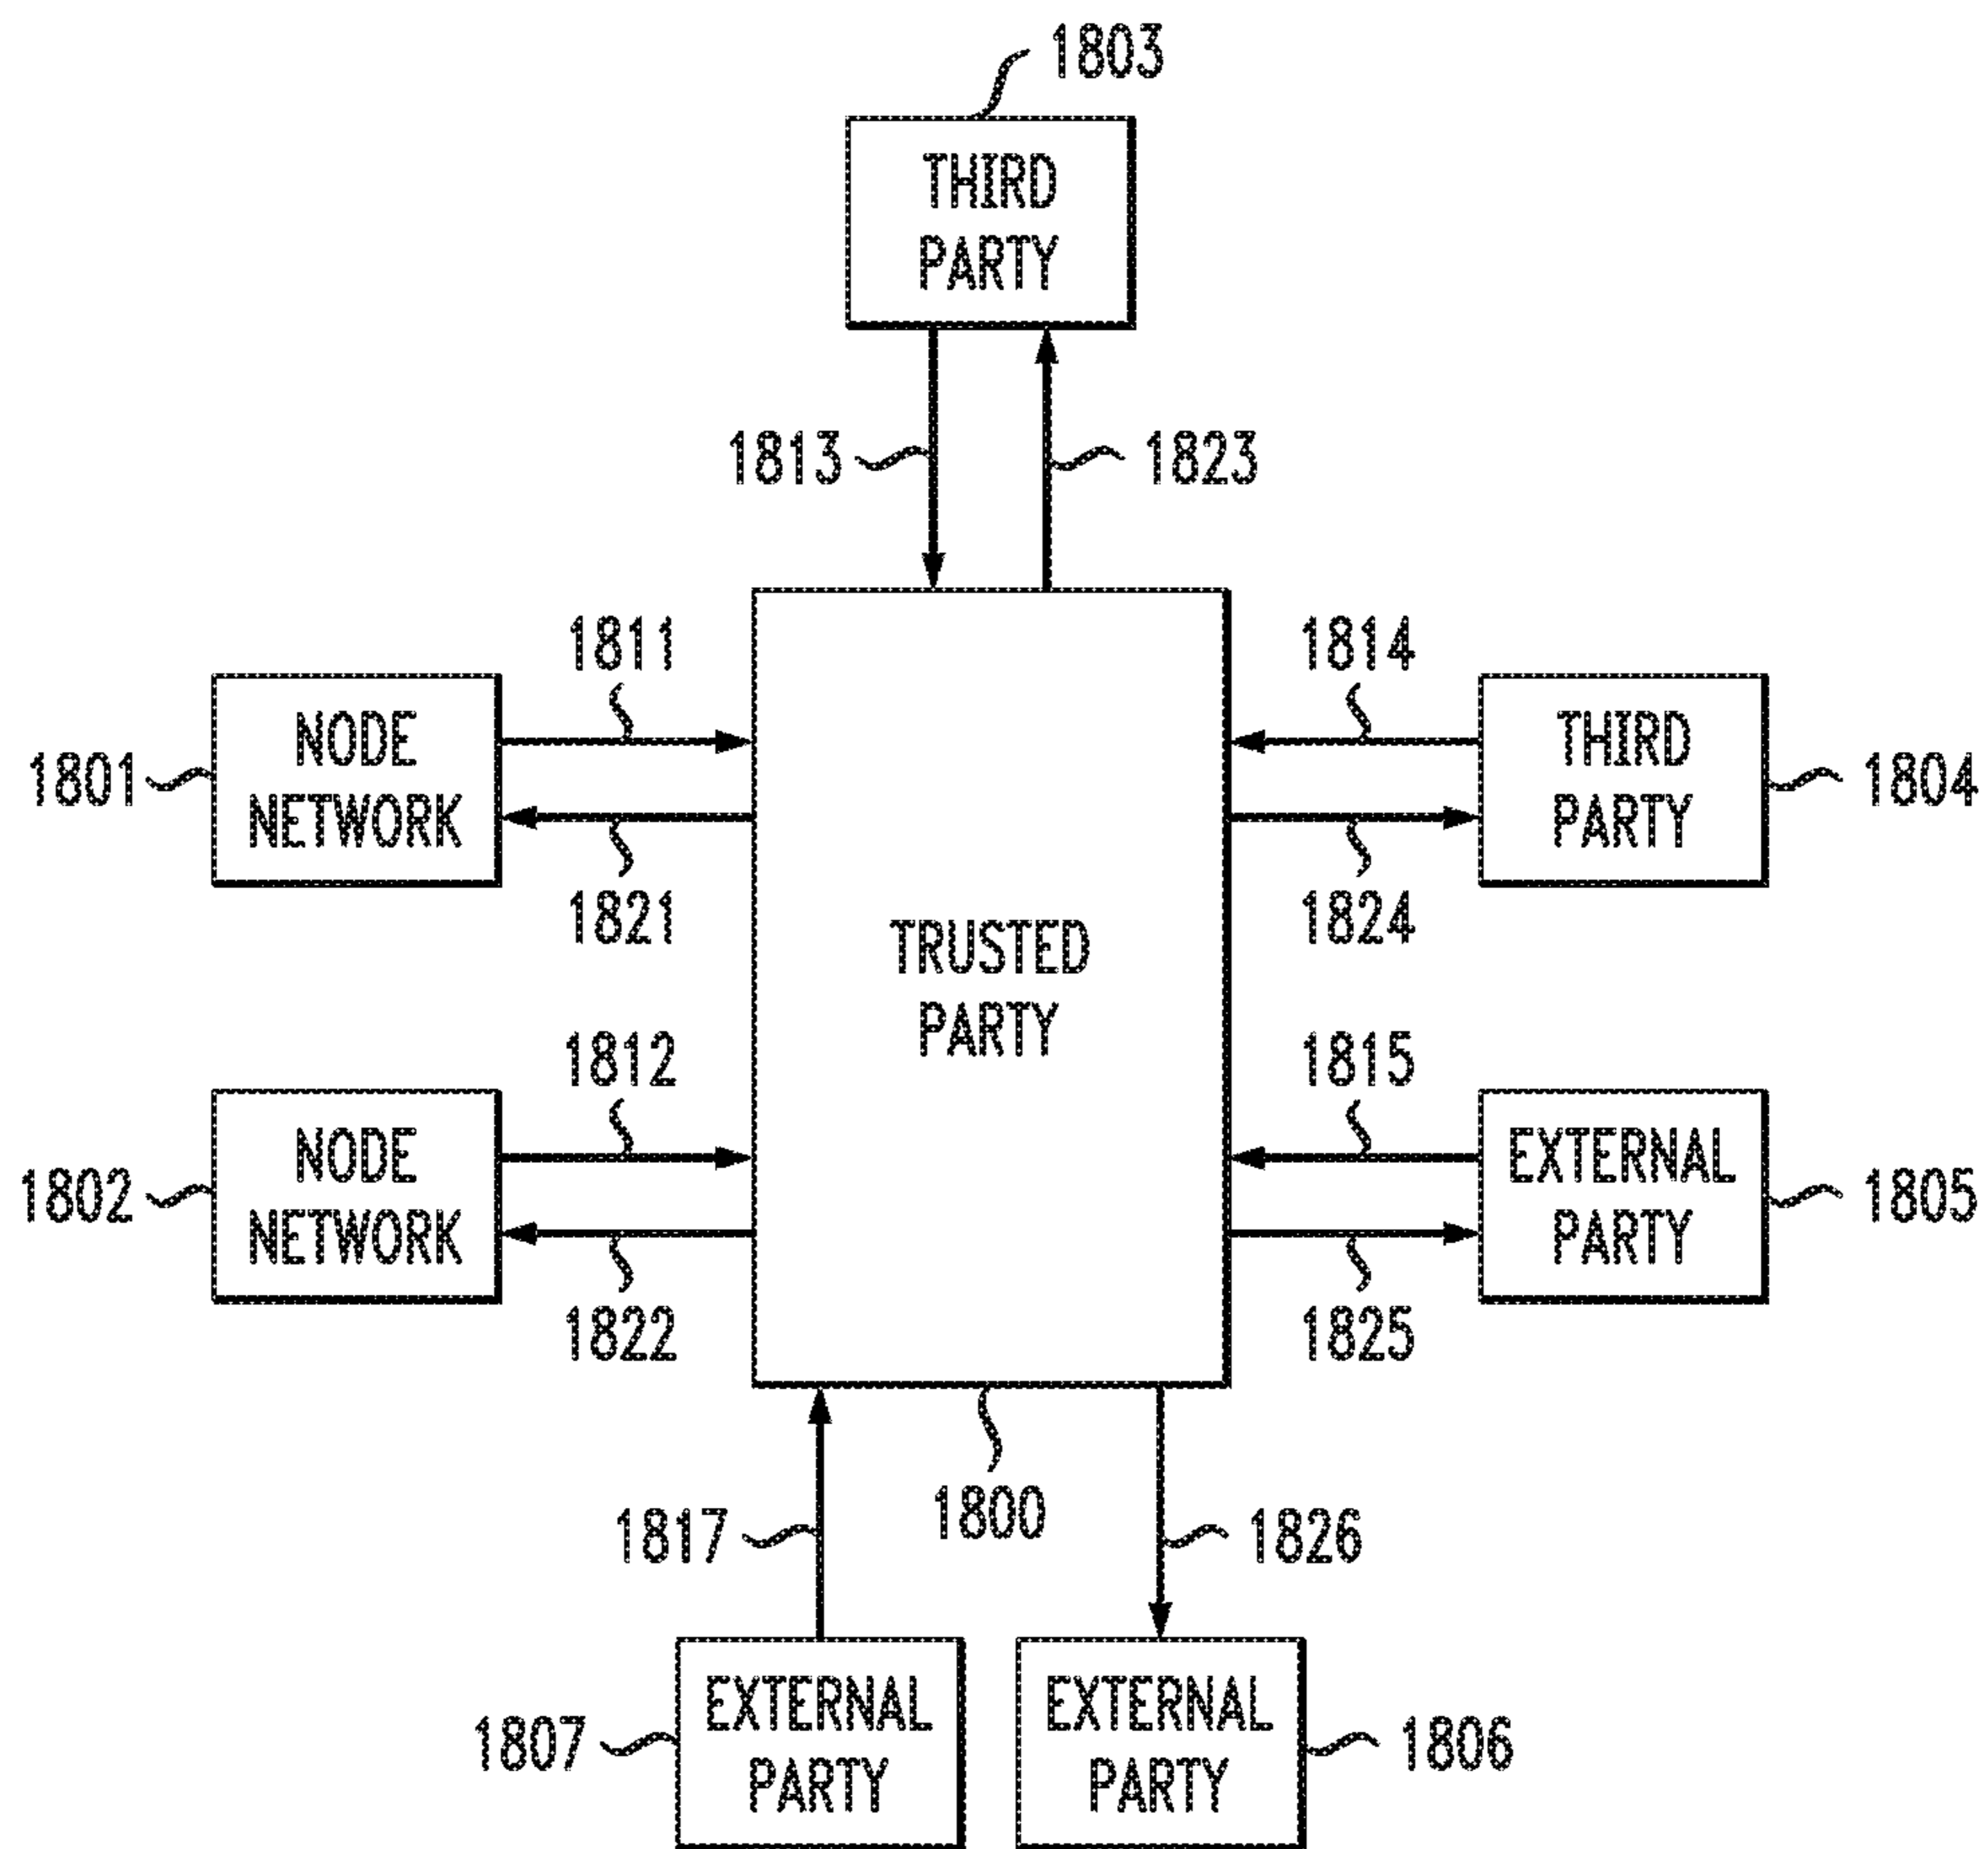 1803
THIRD
PARTY
1813
1823
1811
1814
1801
NODE
NETWORK
THIRD
PARTY
1804
1821
1824
TRUSTED
PARTY
1812
1815
1802
NODE
NETWORK
EXTERNAL
PARTY
1805
1822
1825
1817
1800
1826
1807
EXTERNAL
PARTY
EXTERNAL
PARTY
1806